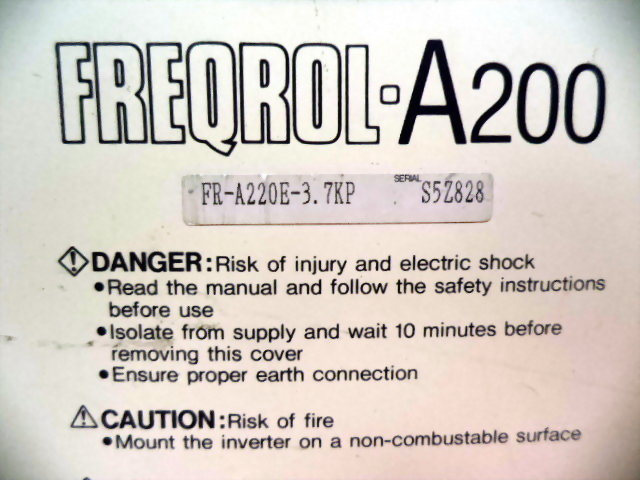 FREQROL-A200
FR-A220E-3.7KP SERIAL S5Z828
DANGER: Risk of injury and electric shock
•Read the manual and follow the safety instructions
before use
•Isolate from supply and wait 10 minutes before
removing this cover
•Ensure proper earth connection
CAUTION: Risk of fire
•Mount the inverter on a non-combustable surface